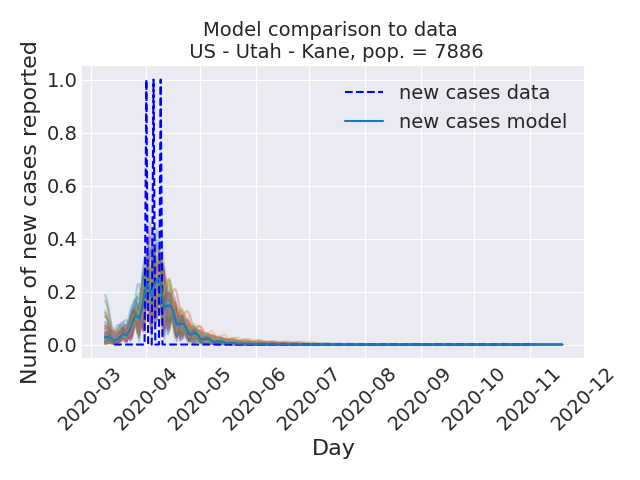 Model comparison to data
US - Utah - Kane, pop. = 7886
new cases data
new cases model
Number of new cases reported
1.0
0.8
0.6
0.4
0.2
0.0
2020-03
2020-04
2020-05
2020-06
2020-07
2020-08
2020-09
2020-10
2020-11
2020-12
Day